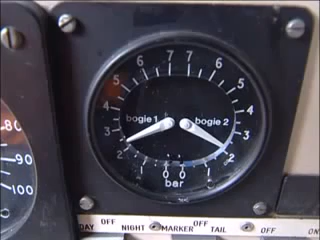 7 7
6 6
5 5
4 4
bogie 1 bogie 2
3 3
2 2
1 0 0 1
bar
80
90
100
DAY OFF NIGHT MARKER OFF TAIL OFF ON